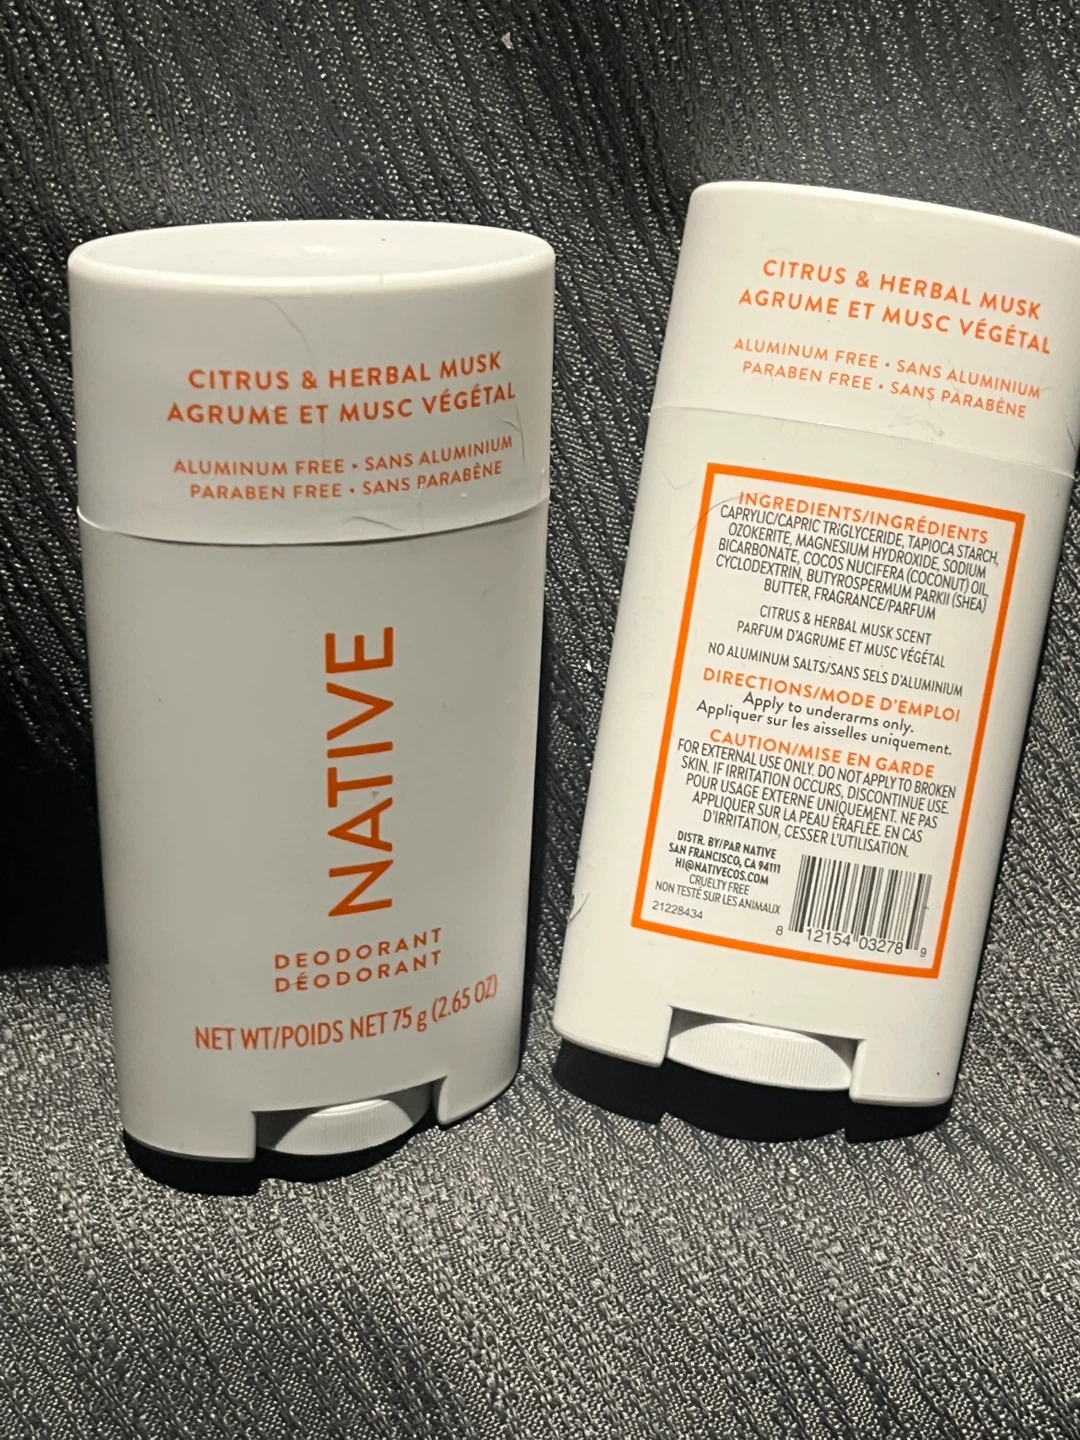 CITRUS & HERBAL MUSK
AGRUME ET MUSC VÉGÉTAL
ALUMINUM FREE • SANS ALUMINIUM
PARABEN FREE • SANS PARABÈNE
NATIVE
DEODORANT
DÉODORANT
NET WT/POIDS NET 75 g (2.65 OZ)
CITRUS & HERBAL MUSK
AGRUME ET MUSC VÉGÉTAL
ALUMINUM FREE • SANS ALUMINIUM
PARABEN FREE • SANS PARABÈNE
INGREDIENTS/INGRÉDIENTS
CAPRYLIC/CAPRIC TRIGLYCERIDE, TAPIOCA STARCH,
OZOKERITE, MAGNESIUM HYDROXIDE, SODIUM
BICARBONATE, COCOS NUCIFERA (COCONUT) OIL,
CYCLODEXTRIN, BUTYROSPERMUM PARKII (SHEA)
BUTTER, FRAGRANCE/PARFUM
CITRUS & HERBAL MUSK SCENT
PARFUM D'AGRUME ET MUSC VÉGÉTAL
NO ALUMINUM SALTS/SANS SELS D'ALUMINIUM
DIRECTIONS/MODE D'EMPLOI
Apply to underarms only.
Appliquer sur les aisselles uniquement.
CAUTION/MISE EN GARDE
FOR EXTERNAL USE ONLY. DO NOT APPLY TO BROKEN
SKIN. IF IRRITATION OCCURS, DISCONTINUE USE.
POUR USAGE EXTERNE UNIQUEMENT. NE PAS
APPLIQUER SUR LA PEAU ÉRAFLÉE. EN CAS
D'IRRITATION, CESSER L'UTILISATION.
DISTR. BY/PAR NATIVE
SAN FRANCISCO, CA 94111
HI@NATIVECOS.COM
CRUELTY FREE
NON TESTÉ SUR LES ANIMAUX
21228434
8 12154 03278 9